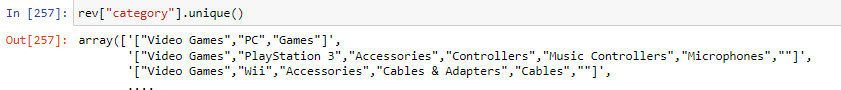 In [257]: rev["category"].unique()
Out[257]: array(['["Video Games","PC","Games"]',
'["Video Games","PlayStation 3","Accessories","Controllers","Music Controllers","Microphones",""]',
'["Video Games","Wii","Accessories","Cables & Adapters","Cables",""]',
....